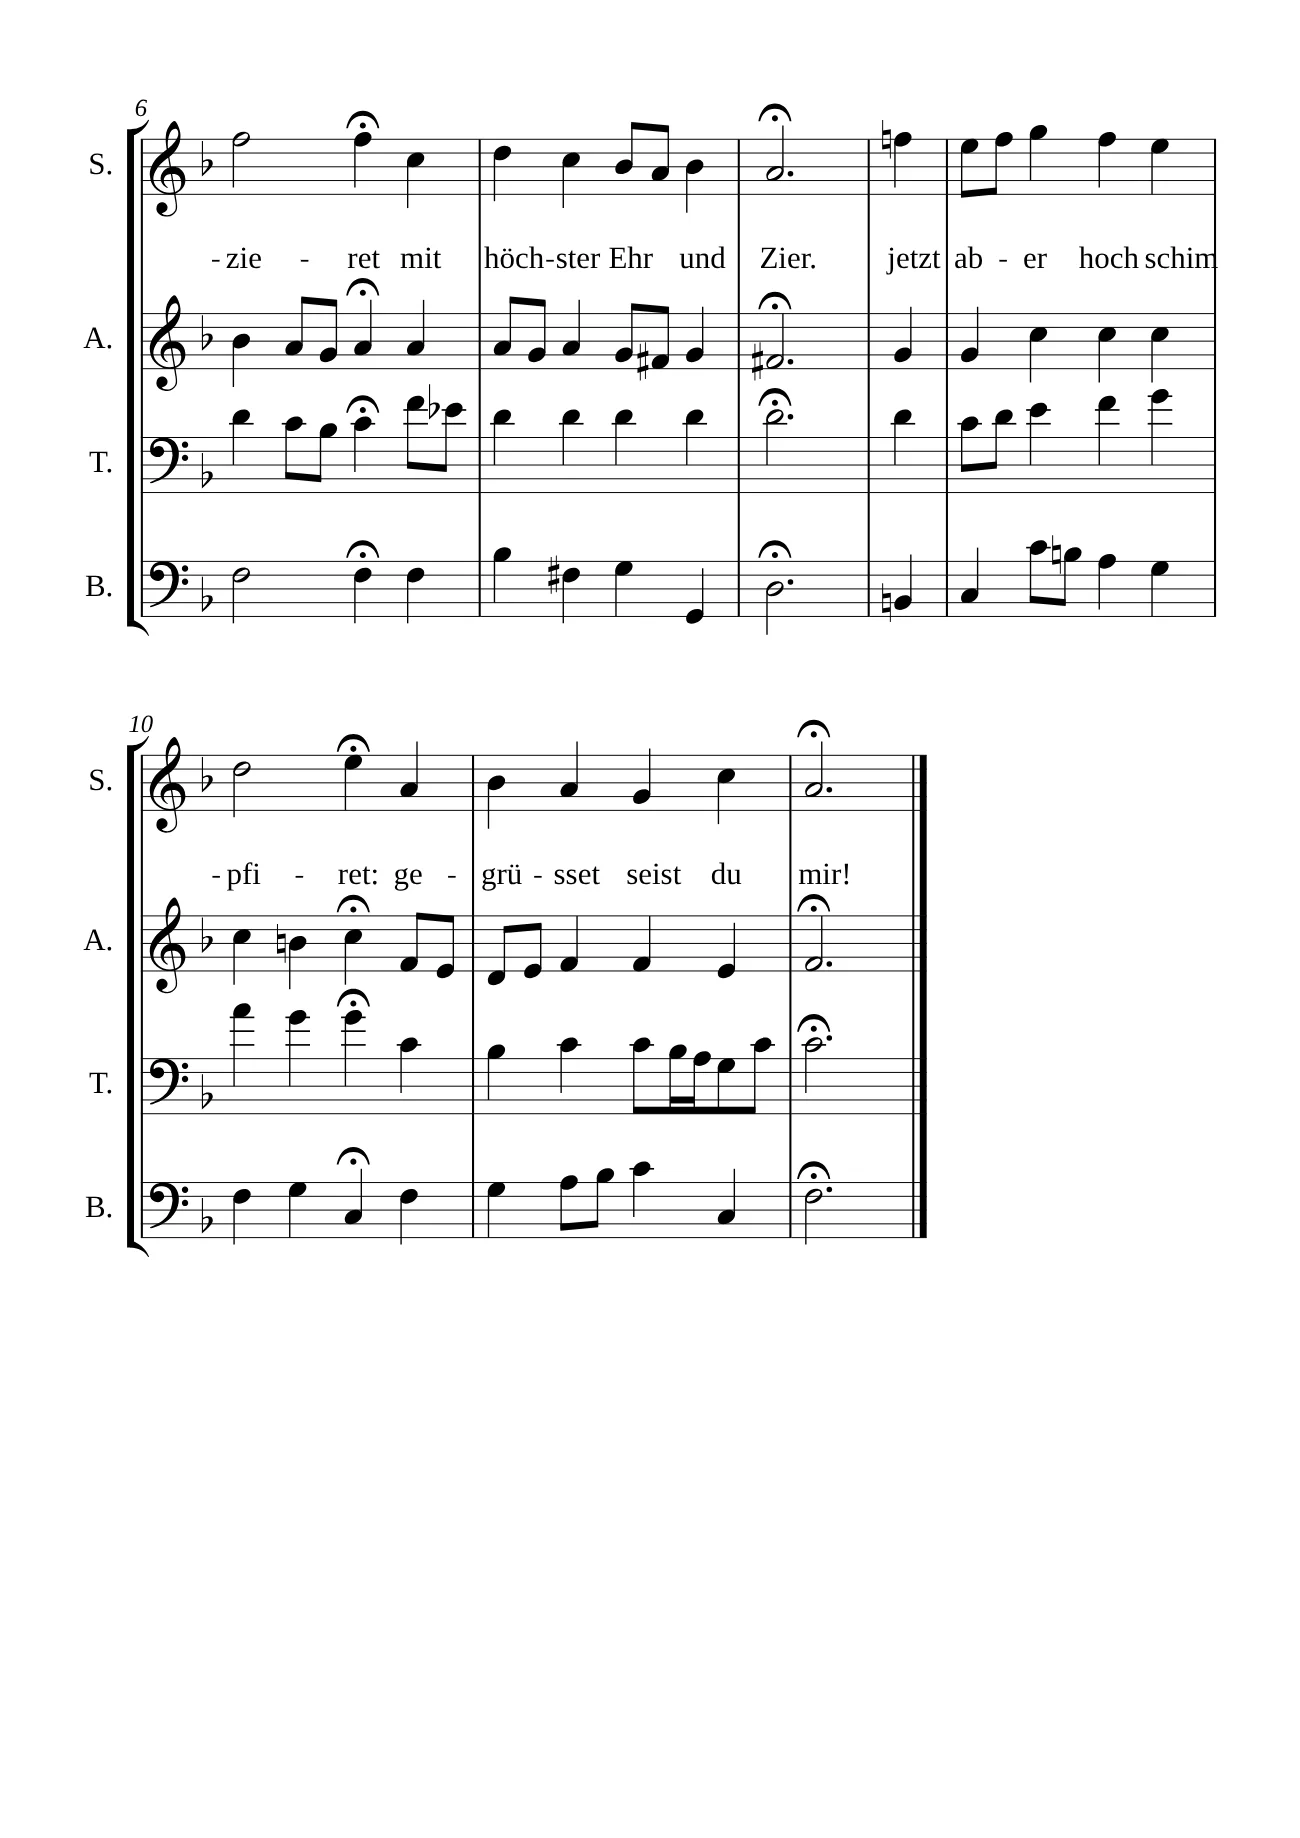 6
S.
- zie - ret mit höch - ster Ehr und Zier. jetzt ab - er hoch schim
A.
T.
B.
10
S.
- pfi - ret: ge - grü - sset seist du mir!
A.
T.
B.